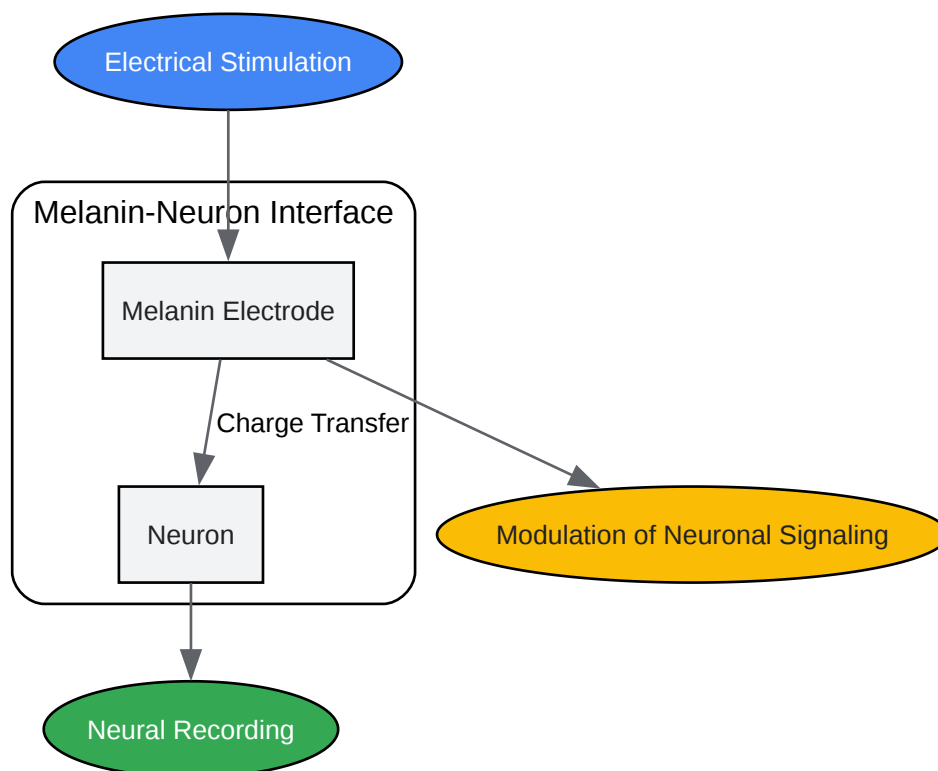 Electrical Stimulation
Melanin-Neuron Interface
Melanin Electrode
Charge Transfer
Neuron
Modulation of Neuronal Signaling
Neural Recording